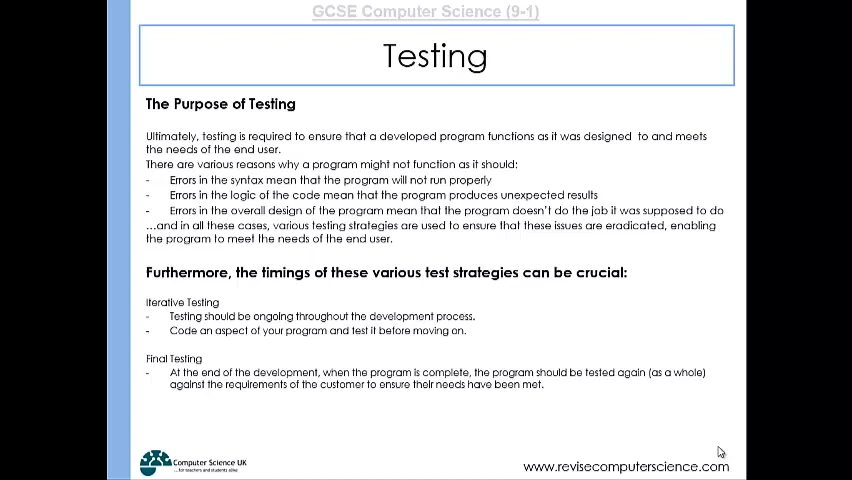 GCSE Computer Science (9-1)
Testing
The Purpose of Testing
Ultimately, testing is required to ensure that a developed program functions as it was designed to and meets
the needs of the end user.
There are various reasons why a program might not function as it should:
- Errors in the syntax mean that the program will not run properly
- Errors in the logic of the code mean that the program produces unexpected results
- Errors in the overall design of the program mean that the program doesn't do the job it was supposed to do
…and in all these cases, various testing strategies are used to ensure that these issues are eradicated, enabling
the program to meet the needs of the end user.
Furthermore, the timings of these various test strategies can be crucial:
Iterative Testing
- Testing should be ongoing throughout the development process.
- Code an aspect of your program and test it before moving on.
Final Testing
- At the end of the development, when the program is complete, the program should be tested again (as a whole)
against the requirements of the customer to ensure their needs have been met.
Computer Science UK
...for teachers and students alike
www.revisecomputerscience.com